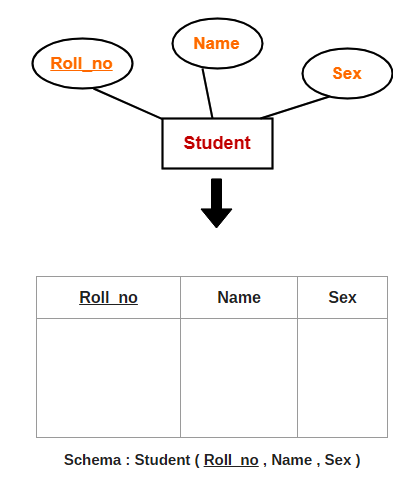 Name
Roll_no
Sex
Student
Roll_no Name Sex
Schema : Student ( Roll_no , Name , Sex )